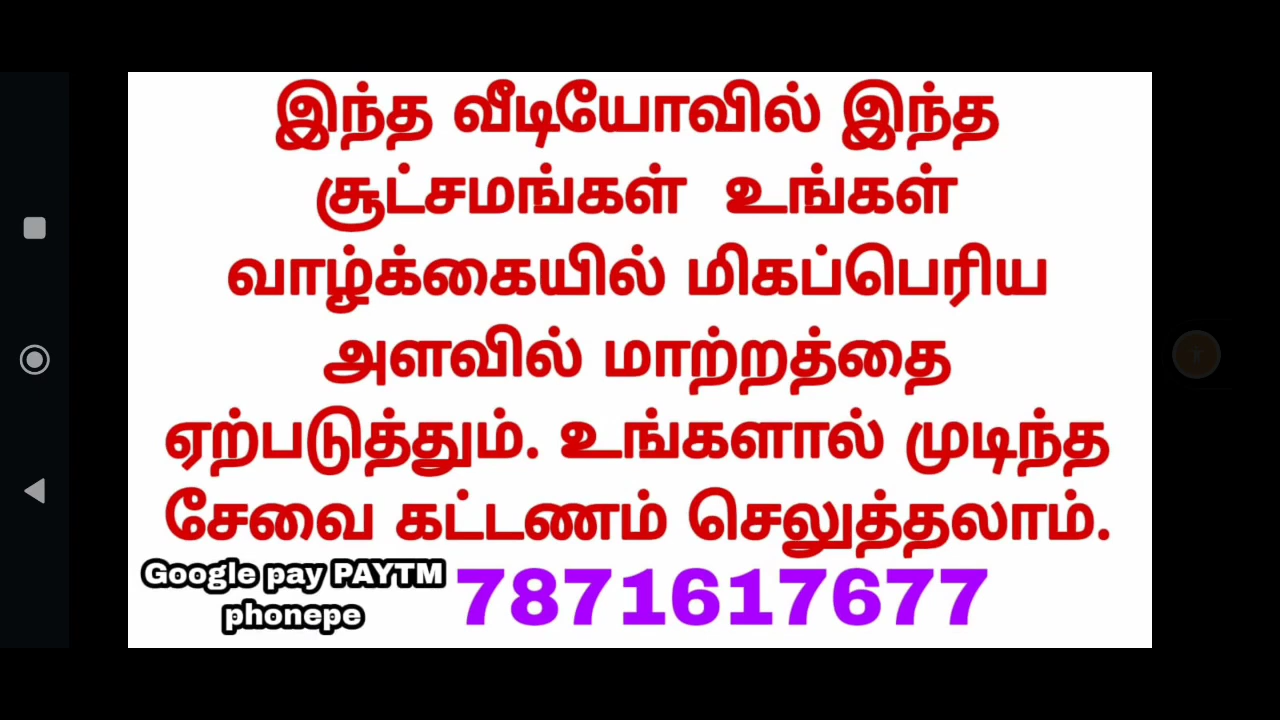 இந்த வீடியோவில் இந்த
சூட்சமங்கள் உங்கள்
வாழ்க்கையில் மிகப்பெரிய
அளவில் மாற்றத்தை
ஏற்படுத்தும். உங்களால் முடிந்த
சேவை கட்டணம் செலுத்தலாம்.
Google pay PAYTM
phonepe
7871617677